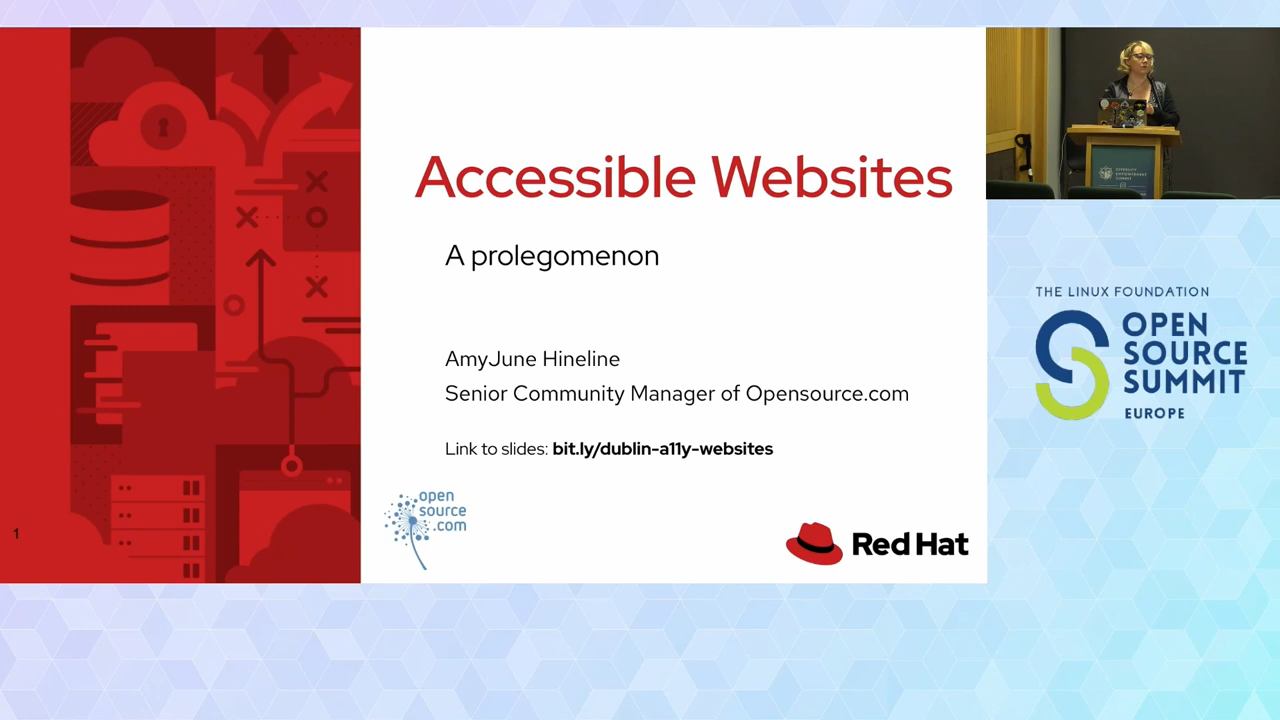 Accessible Websites
A prolegomenon
AmyJune Hineline
Senior Community Manager of Opensource.com
Link to slides: bit.ly/dublin-a11y-websites
open
source
.com
Red Hat
1
THE LINUX FOUNDATION
OPEN
SOURCE
SUMMIT
EUROPE